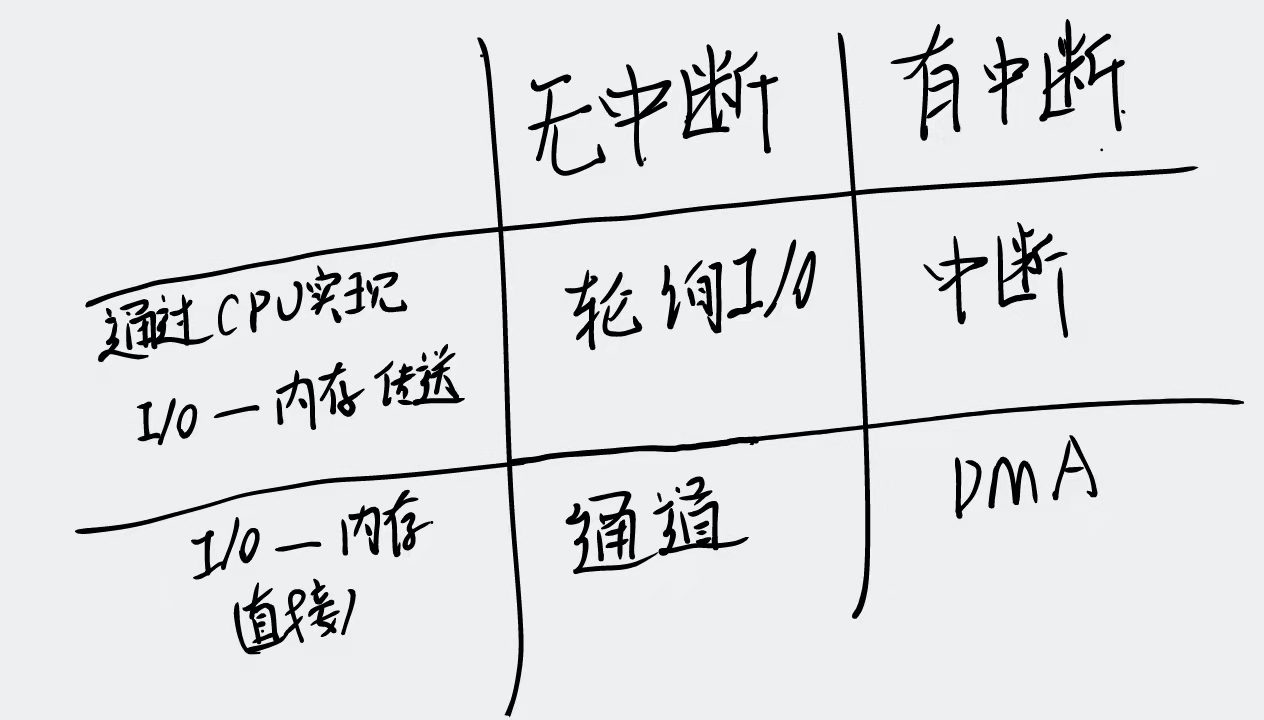 无中断 有中断
通过CPU实现 轮询I/O 中断
I/O — 内存传送
I/O — 内存 通道 DMA
(直接)